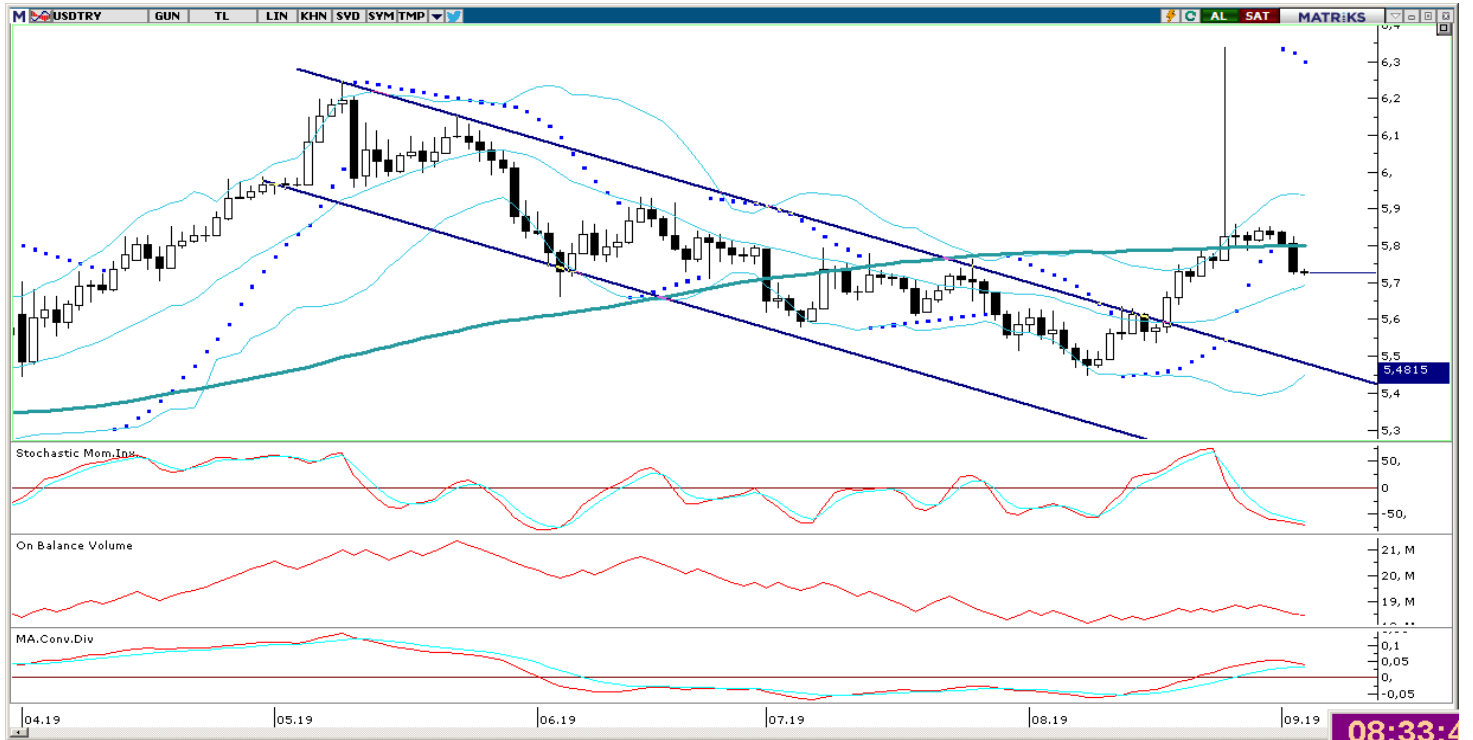 M USDTRY GUN TL LIN KHN SVD SYM TMP C AL SAT MATRİKS
6,3
6,2
6,1
6,
5,9
5,8
5,7
5,6
5,5
5,4815
5,4
5,3
Stochastic Mom.Inx.
50,
0
-50,
On Balance Volume
21, M
20, M
19, M
MA.Conv.Div
0,1
0,05
0,
-0,05
04.19 05.19 06.19 07.19 08.19 09.19
08:33:4